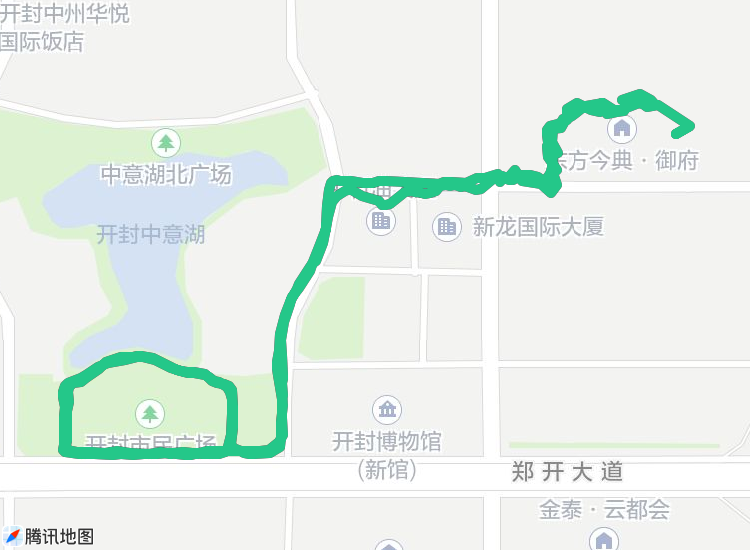 开封中州华悦
国际饭店
中意湖北广场
东方今典·御府
新龙国际大厦
开封中意湖
开封市民广场
开封博物馆
(新馆)
郑开大道
金泰·云都会
腾讯地图